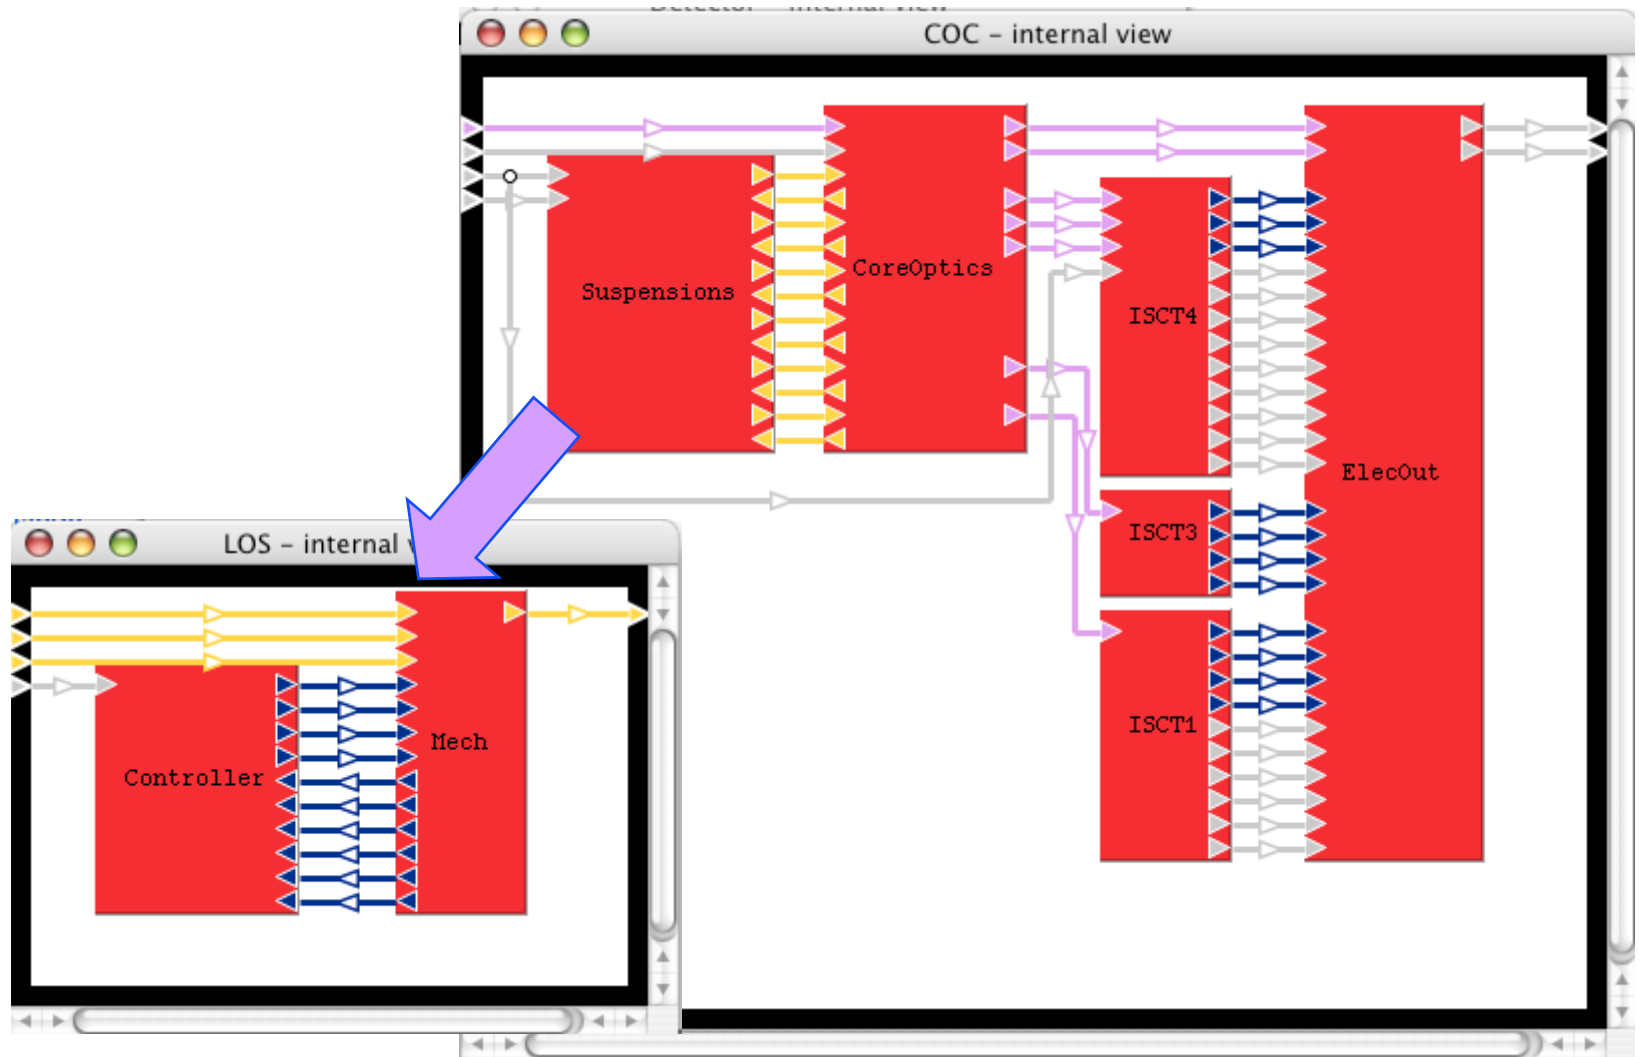 COC – internal view
CoreOptics
Suspensions
ISCT4
ElecOut
ISCT3
LOS – internal
ISCT1
Mech
Controller